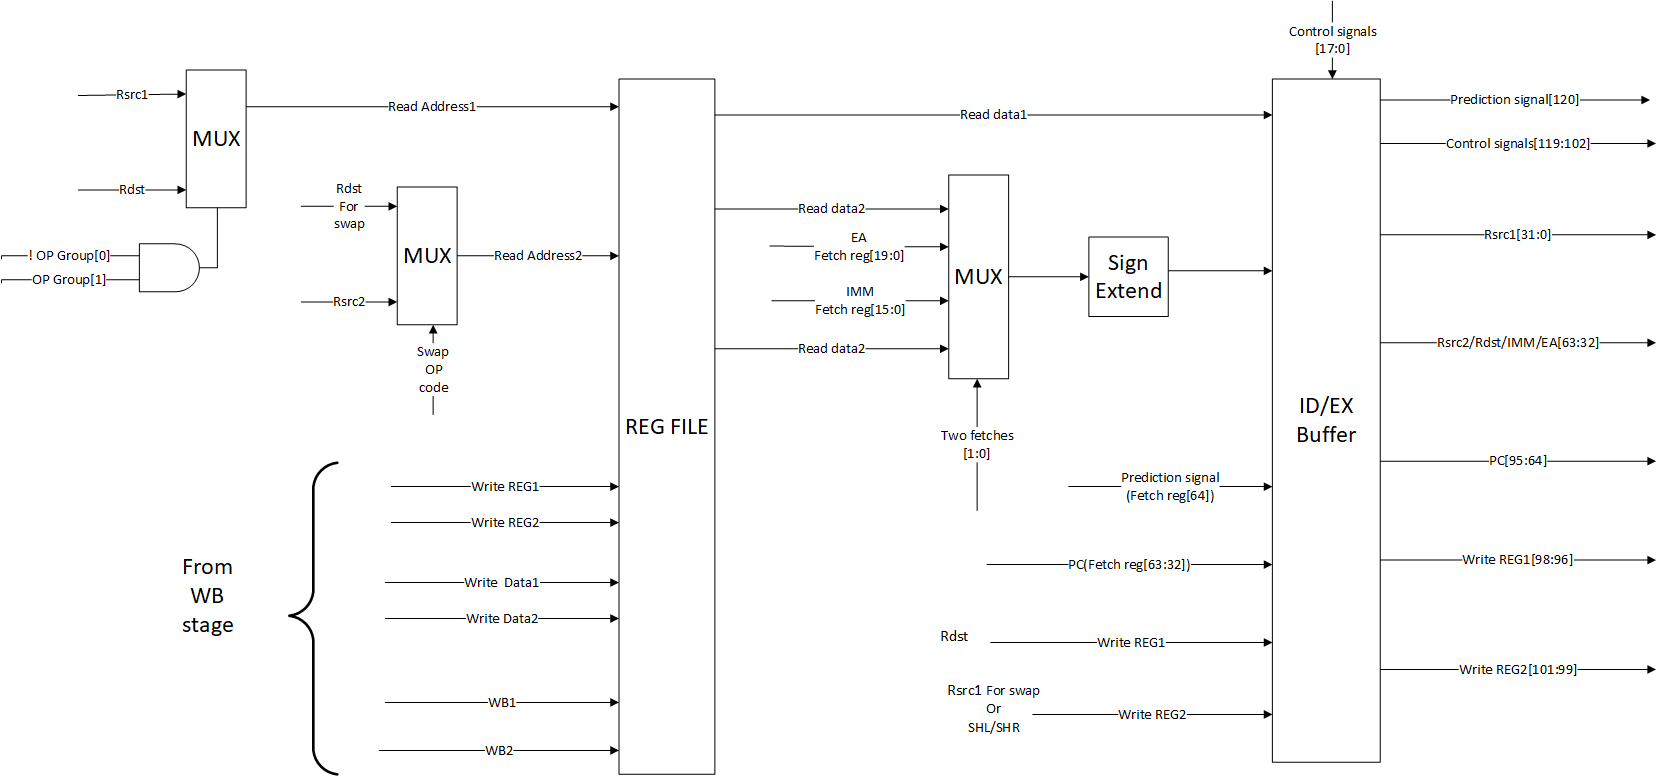 Control signals
[17:0]
Rsrc1
MUX
Read Address1
Rdst
! OP Group[0]
OP Group[1]
Rdst
For
swap
MUX
Read Address2
Rsrc2
Swap
OP
code
REG FILE
From
WB
stage
Write REG1
Write REG2
Write  Data1
Write Data2
WB1
WB2
Read data1
Read data2
EA
Fetch reg[19:0]
IMM
Fetch reg[15:0]
Read data2
MUX
Sign
Extend
Two fetches
[1:0]
Prediction signal
(Fetch reg[64])
PC(Fetch reg[63:32])
Rdst
Write REG1
Rsrc1 For swap
Or
SHL/SHR
Write REG2
ID/EX
Buffer
Prediction signal[120]
Control signals[119:102]
Rsrc1[31:0]
Rsrc2/Rdst/IMM/EA[63:32]
PC[95:64]
Write REG1[98:96]
Write REG2[101:99]